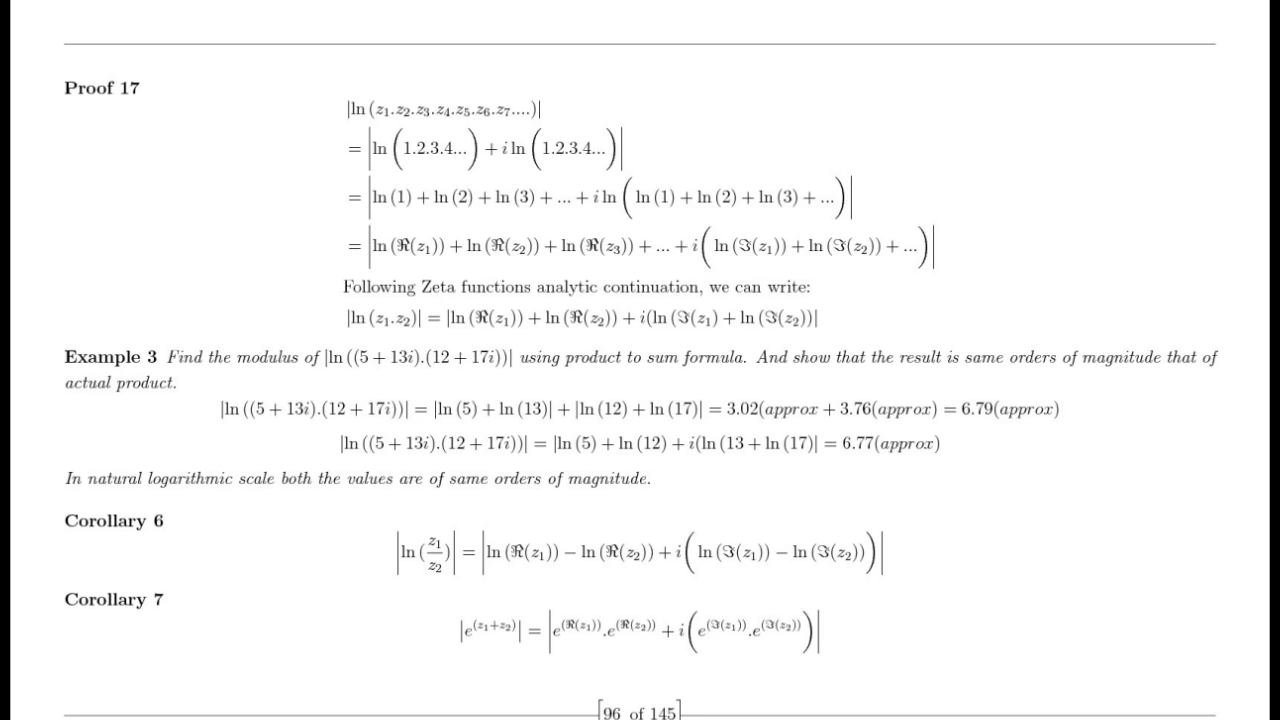 Proof 17
|ln (z₁.z₂.z₃.z₄.z₅.z₆.z₇....)|
= |ln (1.2.3.4...) + i ln (1.2.3.4...)|
= |ln (1) + ln (2) + ln (3) + ... + i ln ( ln (1) + ln (2) + ln (3) + ...)|
= |ln (ℜ(z₁)) + ln (ℜ(z₂)) + ln (ℜ(z₃)) + ... + i( ln (ℑ(z₁)) + ln (ℑ(z₂)) + ...)|
Following Zeta functions analytic continuation, we can write:
|ln (z₁.z₂)| = |ln (ℜ(z₁)) + ln (ℜ(z₂)) + i(ln (ℑ(z₁) + ln (ℑ(z₂))|
Example 3 Find the modulus of |ln ((5 + 13i).(12 + 17i))| using product to sum formula. And show that the result is same orders of magnitude that of
actual product.
|ln ((5 + 13i).(12 + 17i))| = |ln (5) + ln (13)| + |ln (12) + ln (17)| = 3.02(approx + 3.76(approx) = 6.79(approx)
|ln ((5 + 13i).(12 + 17i))| = |ln (5) + ln (12) + i(ln (13 + ln (17)| = 6.77(approx)
In natural logarithmic scale both the values are of same orders of magnitude.
Corollary 6
|ln (z₁/z₂)| = |ln (ℜ(z₁)) − ln (ℜ(z₂)) + i( ln (ℑ(z₁)) − ln (ℑ(z₂)))|
Corollary 7
|e^(z₁+z₂)| = |e^(ℜ(z₁)).e^(ℜ(z₂)) + i(e^(ℑ(z₁)).e^(ℑ(z₂)))|
[96 of 145]